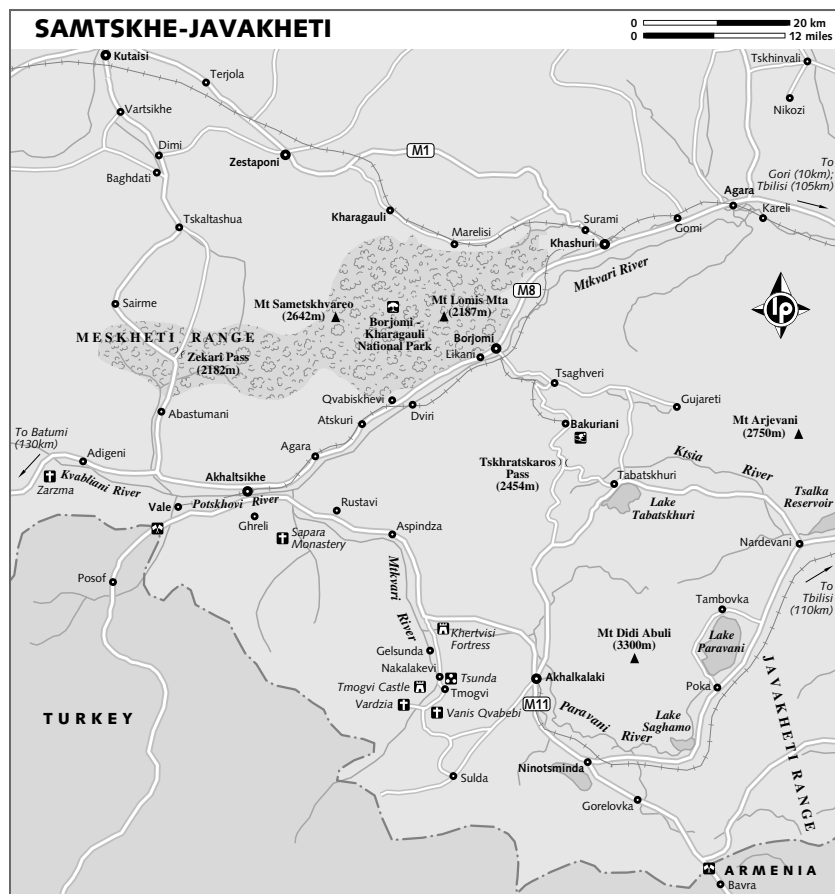 SAMTSKHE-JAVAKHETI
0 20 km
0 12 miles
Kutaisi
Terjola
Tskhinvali
Nikozi
Vartsikhe
Dimi
Baghdati
Zestaponi
M1
To
Gori (10km);
Tbilisi (105km)
Agara
Kareli
Kharagauli
Tskaltashua
Marelisi
Surami
Khashuri
Gomi
Mtkvari River
M8
Sairme
Mt Sametskhvareo
(2642m)
Mt Lomis Mta
(2187m)
Borjomi -
Kharagauli
National Park
MESKHETI RANGE
Zekari Pass
(2182m)
Borjomi
Likani
lp
Tsaghveri
Qvabiskhevi
Dviri
Gujareti
Abastumani
Atskuri
Bakuriani
Mt Arjevani
(2750m)
To Batumi
(130km)
Adigeni
Agara
Tskhratskaros
Pass
(2454m)
Ktsia River
Zarzma
Kvabliani River
Akhaltsikhe
Tabatskhuri
Lake
Tabatskhuri
Tsalka
Reservoir
Vale
Potskhovi River
Rustavi
Ghreli
Sapara
Monastery
Aspindza
Nardevani
Posof
Mtkvari
River
To
Tbilisi
(110km)
Tambovka
Khertvisi
Fortress
Mt Didi Abuli
(3300m)
Lake
Paravani
Gelsunda
Nakalakevi
Tsunda
Tmogvi Castle
Tmogvi
Akhalkalaki
Poka
Vardzia
Vanis Qvabebi
M11
Paravani River
Lake
Saghamo
JAVAKHETI RANGE
TURKEY
Sulda
Ninotsminda
Gorelovka
ARMENIA
Bavra